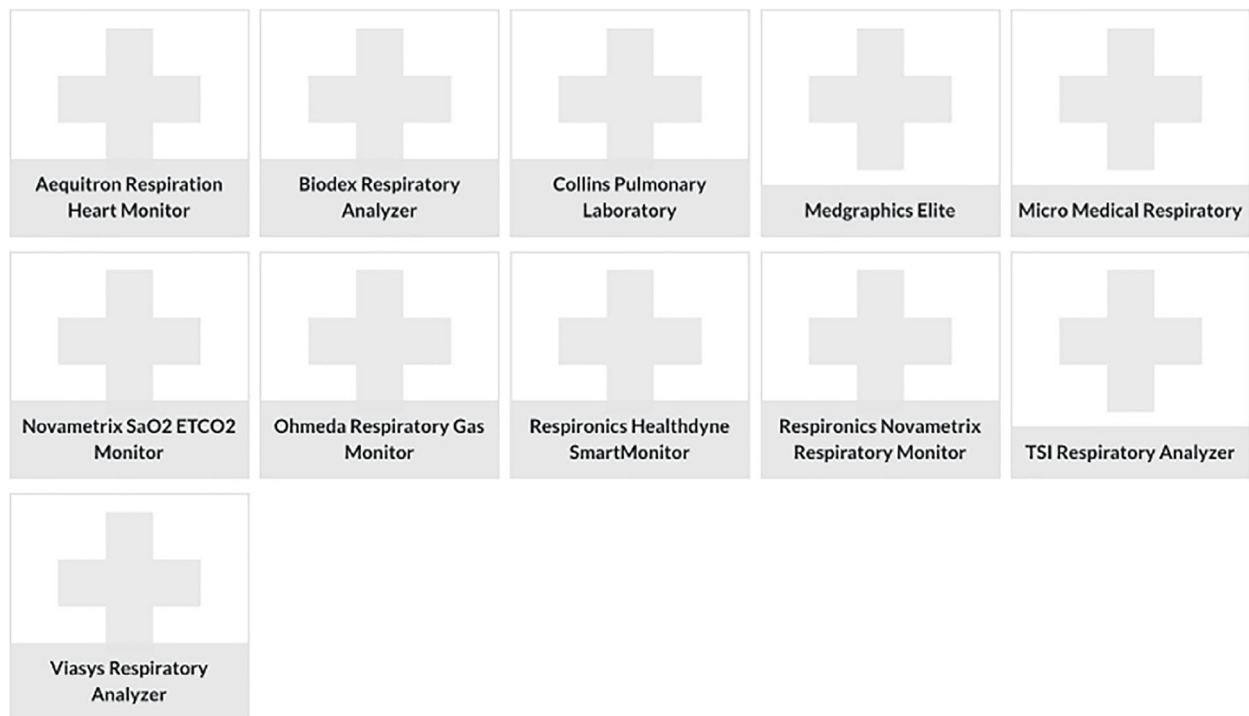 Aequitron Respiration
Heart Monitor
Biodex Respiratory
Analyzer
Collins Pulmonary
Laboratory
Medgraphics Elite
Micro Medical Respiratory
Novametrix SaO2 ETCO2
Monitor
Ohmeda Respiratory Gas
Monitor
Respironics Healthdyne
SmartMonitor
Respironics Novametrix
Respiratory Monitor
TSI Respiratory Analyzer
Viasys Respiratory
Analyzer